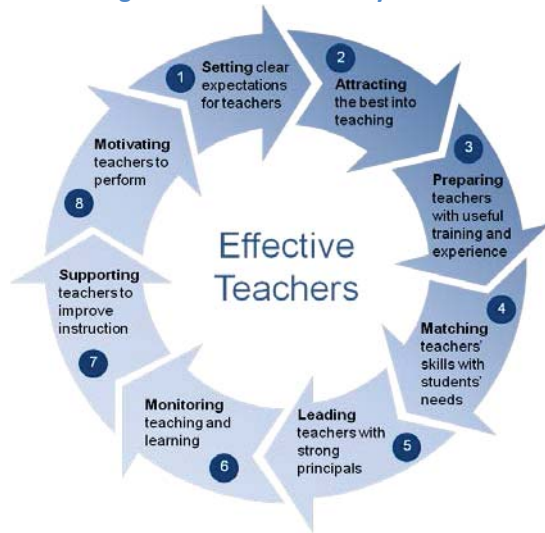 1
Setting clear
expectations
for teachers
2
Attracting
the best into
teaching
3
Preparing
teachers
with useful
training and
experience
4
Matching
teachers'
skills with
students'
needs
5
Leading
teachers with
strong
principals
6
Monitoring
teaching and
learning
7
Supporting
teachers to
improve
instruction
8
Motivating
teachers to
perform
Effective
Teachers